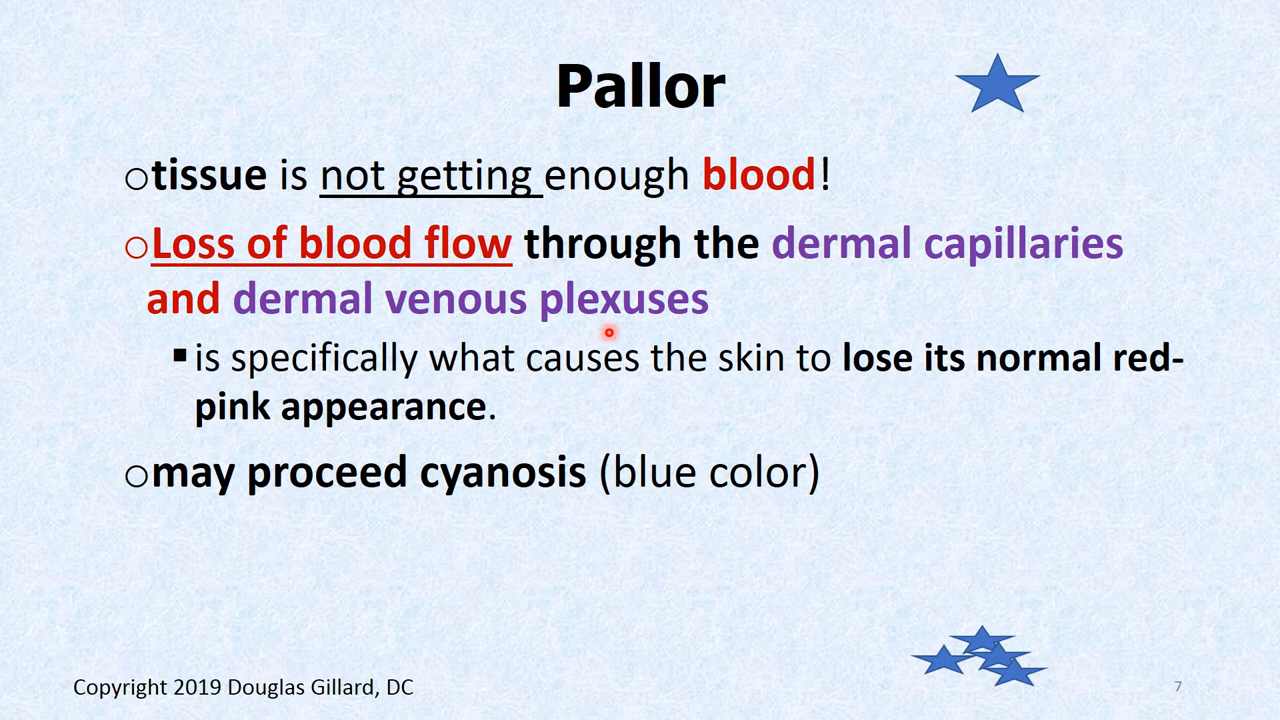 Pallor
○tissue is not getting enough blood!
○Loss of blood flow through the dermal capillaries
and dermal venous plexuses
▪is specifically what causes the skin to lose its normal red-
pink appearance.
○may proceed cyanosis (blue color)
Copyright 2019 Douglas Gillard, DC
7